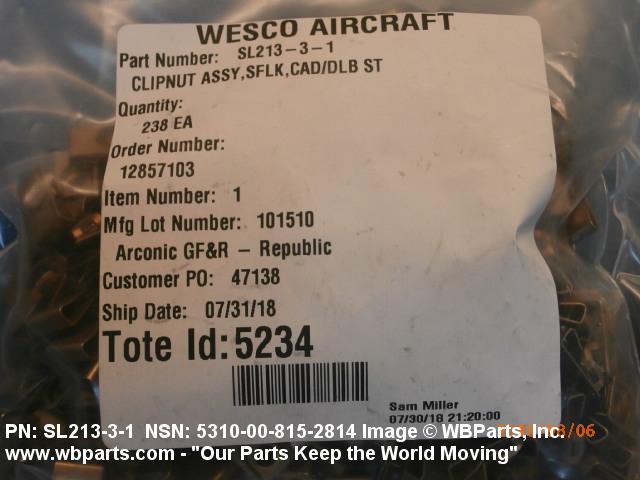 WESCO AIRCRAFT
Part Number: SL213-3-1
CLIPNUT ASSY,SFLK,CAD/DLB ST
Quantity:
238 EA
Order Number:
12857103
Item Number: 1
Mfg Lot Number: 101510
Arconic GF&R - Republic
Customer PO: 47138
Ship Date: 07/31/18
Tote Id:5234
Sam Miller
07/30/18 21:20:00
PN: SL213-3-1 NSN: 5310-00-815-2814 Image © WBParts, Inc.
www.wbparts.com - "Our Parts Keep the World Moving"